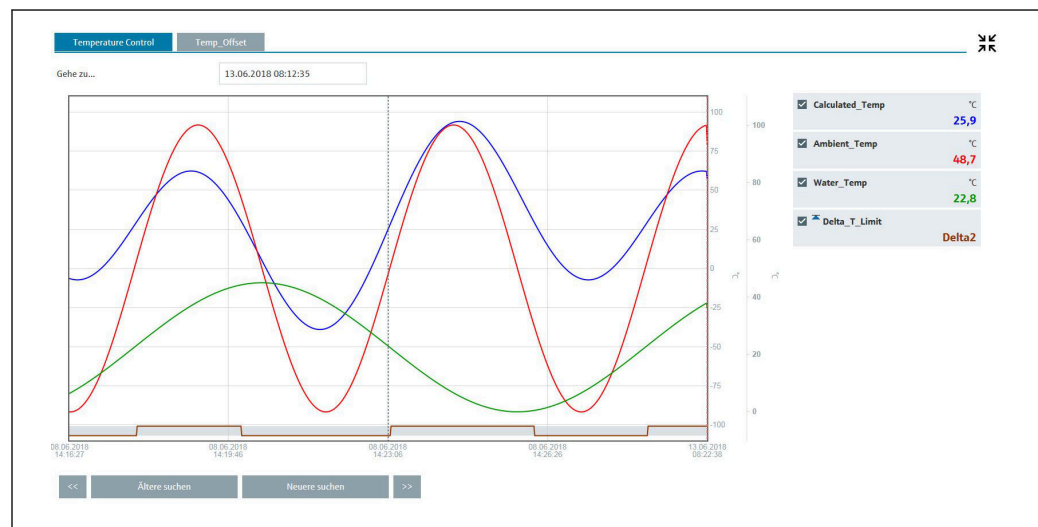 Temperature Control Temp_Offset
Gehe zu... 13.06.2018 08:12:35
Calculated_Temp °C
25,9
Ambient_Temp °C
48,7
Water_Temp °C
22,8
Delta_T_Limit
Delta2
100
75
50
25
0
-25
-50
-75
-100
°C
100
80
60
40
20
0
°C
08.06.2018 08.06.2018 08.06.2018 08.06.2018 13.06.2018
14:16:27 14:19:46 14:23:06 14:26:26 08:22:38
<< Ältere suchen Neuere suchen >>